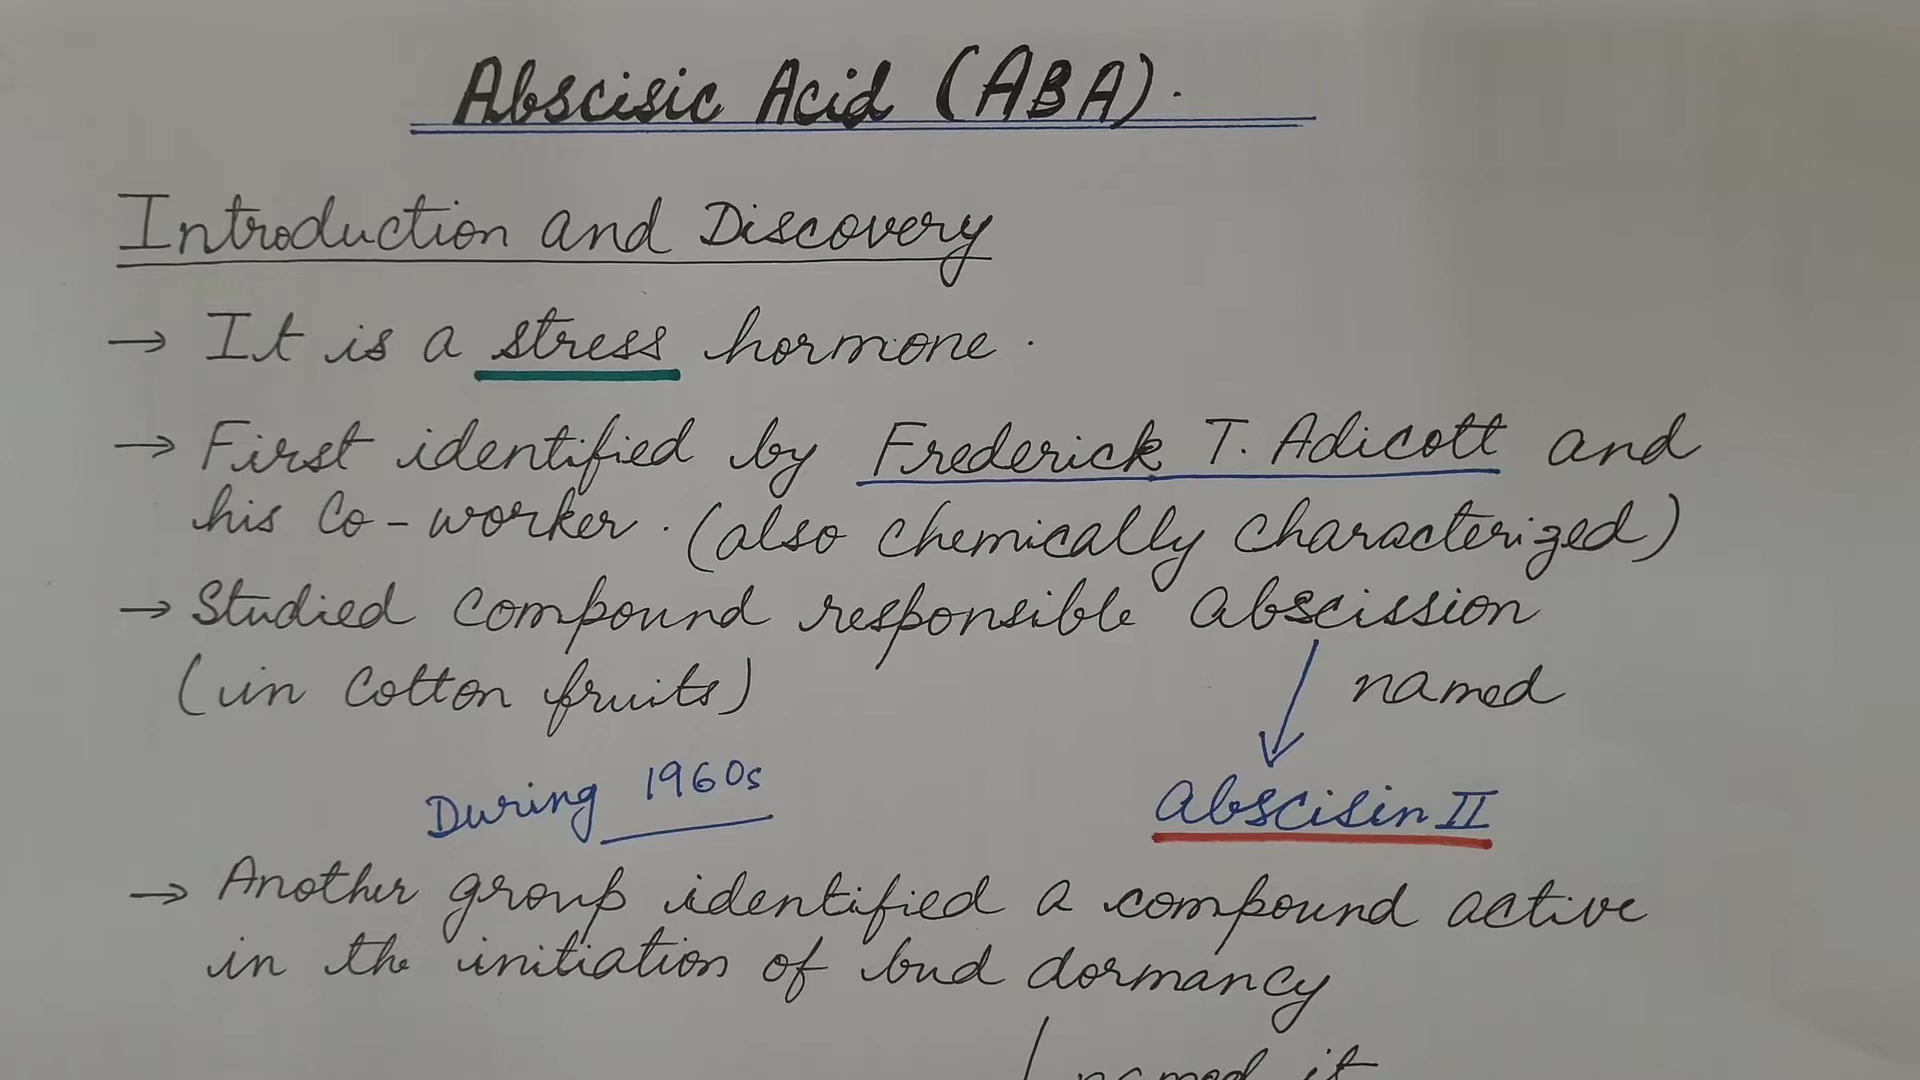 Abscisic Acid (ABA).
Introduction and Discovery
→ It is a stress hormone.
→ First identified by Frederick T. Adicott and
his Co-worker. (also chemically characterized)
→ Studied compound responsible abscission
(in Cotton fruits)
named
During 1960s
abscisin II
→ Another group identified a compound active
in the initiation of bud dormancy
named it